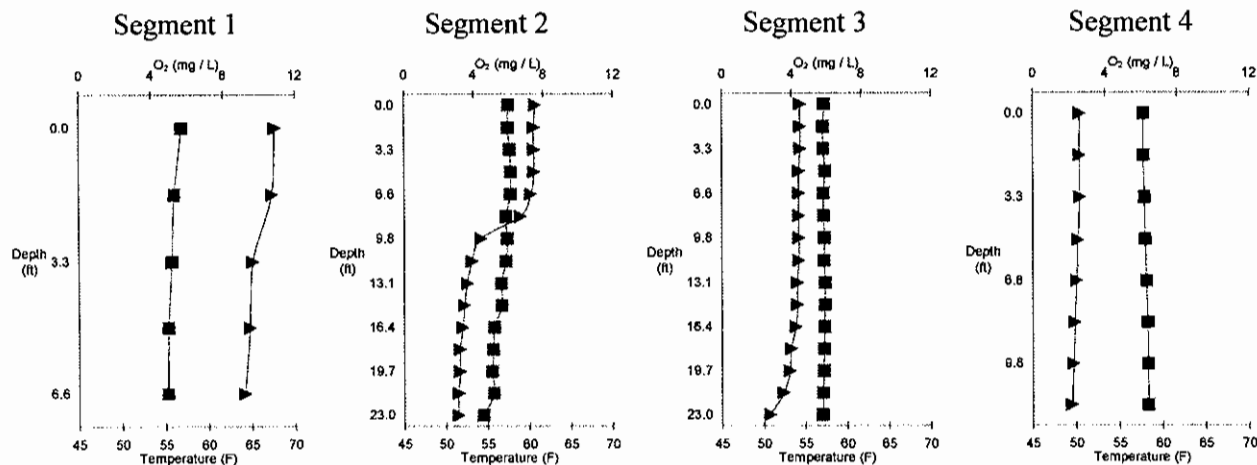 Segment 1
O₂ (mg / L)
0 4 8 12
0.0
3.3
Depth
(ft)
6.6
45 50 55 60 65 70
Temperature (F)
Segment 2
O₂ (mg / L)
0 4 8 12
0.0
3.3
6.6
9.8
Depth
(ft)
13.1
16.4
19.7
23.0
45 50 55 60 65 70
Temperature (F)
Segment 3
O₂ (mg / L)
0 4 8 12
0.0
3.3
6.6
9.8
Depth
(ft)
13.1
16.4
19.7
23.0
45 50 55 60 65 70
Temperature (F)
Segment 4
O₂ (mg / L)
0 4 8 12
0.0
3.3
Depth
(ft)
6.8
9.8
45 50 55 60 65 70
Temperature (F)